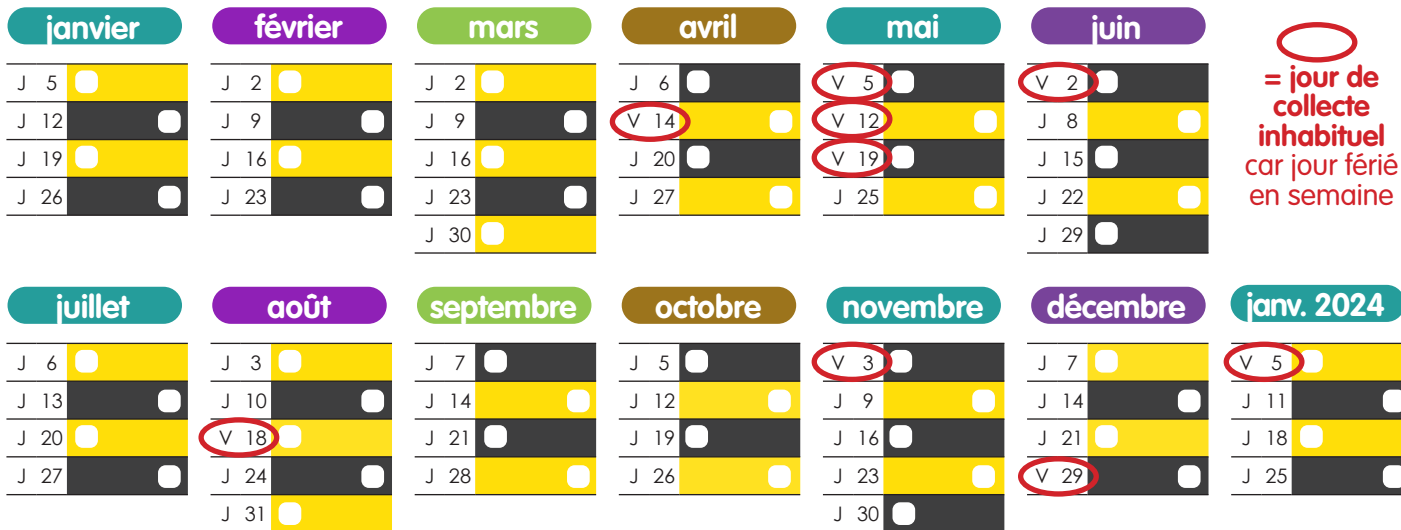 janvier
J 5
J 12
J 19
J 26
février
J 2
J 9
J 16
J 23
mars
J 2
J 9
J 16
J 23
J 30
avril
J 6
V 14
J 20
J 27
mai
V 5
V 12
V 19
J 25
juin
V 2
J 8
J 15
J 22
J 29
= jour de
collecte
inhabituel
car jour férié
en semaine
juillet
J 6
J 13
J 20
J 27
août
J 3
J 10
V 18
J 24
J 31
septembre
J 7
J 14
J 21
J 28
octobre
J 5
J 12
J 19
J 26
novembre
V 3
J 9
J 16
J 23
J 30
décembre
J 7
J 14
J 21
V 29
janv. 2024
V 5
J 11
J 18
J 25